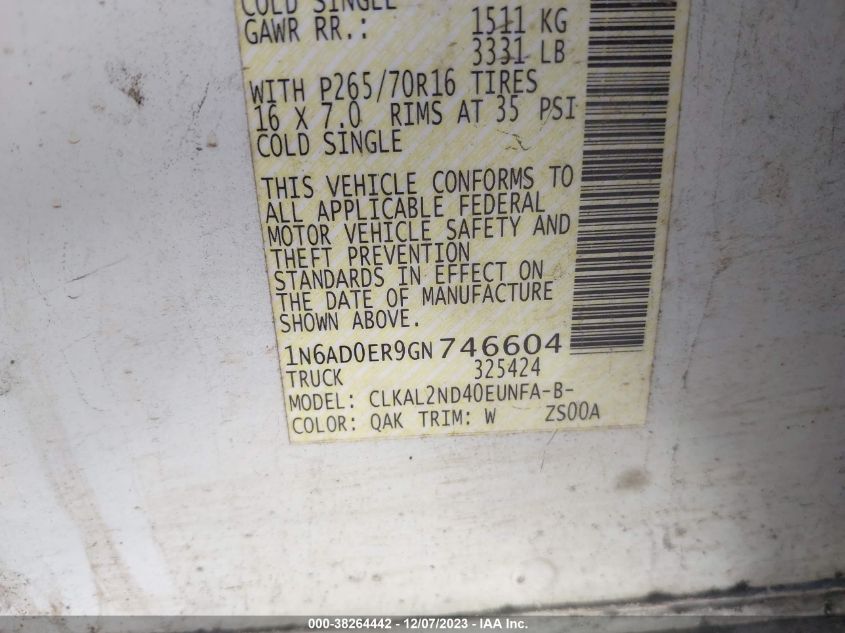 COLD SINGLE
GAWR RR.: 1511 KG
3331 LB
WITH P265/70R16 TIRES
16 X 7.0 RIMS AT 35 PSI
COLD SINGLE
THIS VEHICLE CONFORMS TO
ALL APPLICABLE FEDERAL
MOTOR VEHICLE SAFETY AND
THEFT PREVENTION
STANDARDS IN EFFECT ON
THE DATE OF MANUFACTURE
SHOWN ABOVE.
1N6AD0ER9GN746604
TRUCK 325424
MODEL: CLKAL2ND40EUNFA-B-
COLOR: QAK TRIM: W ZS00A
000-38264442 - 12/07/2023 - IAA Inc.